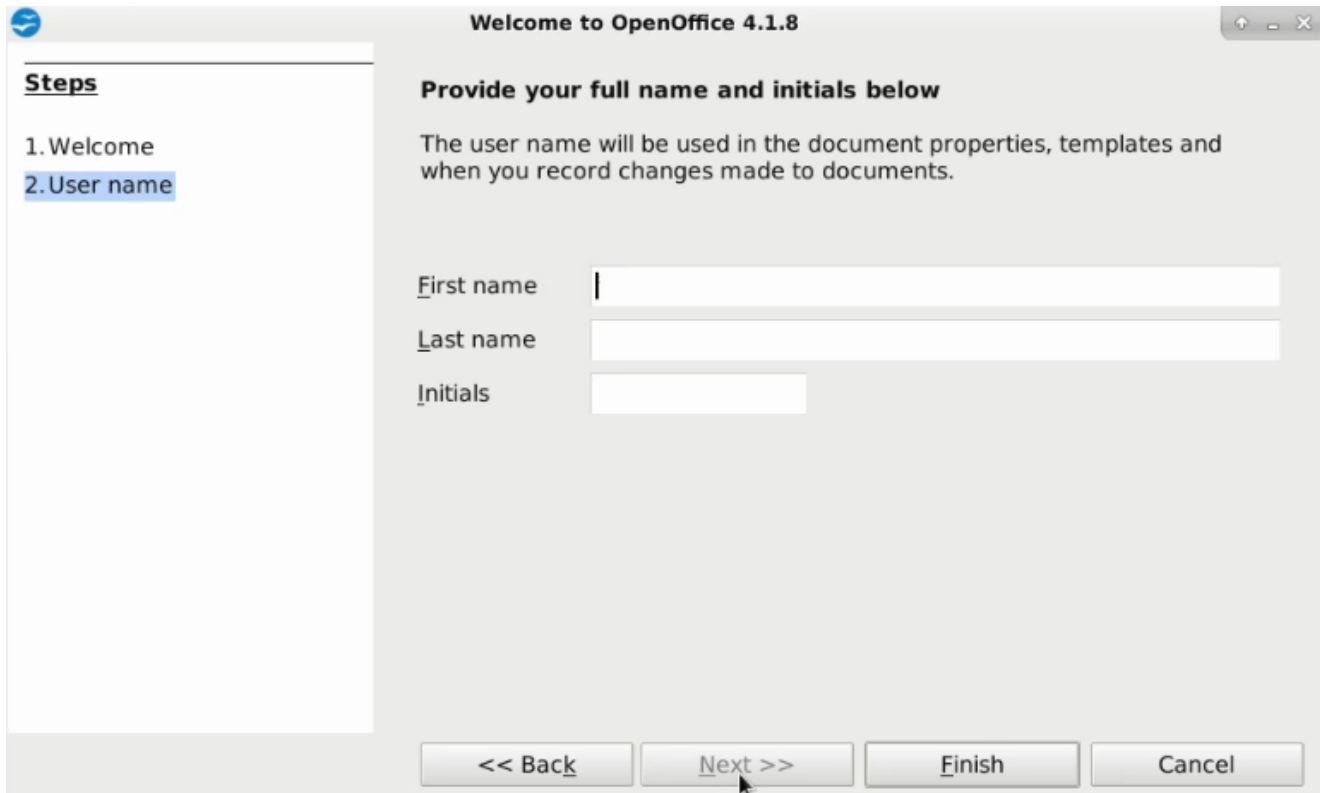 Welcome to OpenOffice 4.1.8
Steps
1. Welcome
2. User name
Provide your full name and initials below
The user name will be used in the document properties, templates and
when you record changes made to documents.
First name
Last name
Initials
<< Back
Next >>
Finish
Cancel